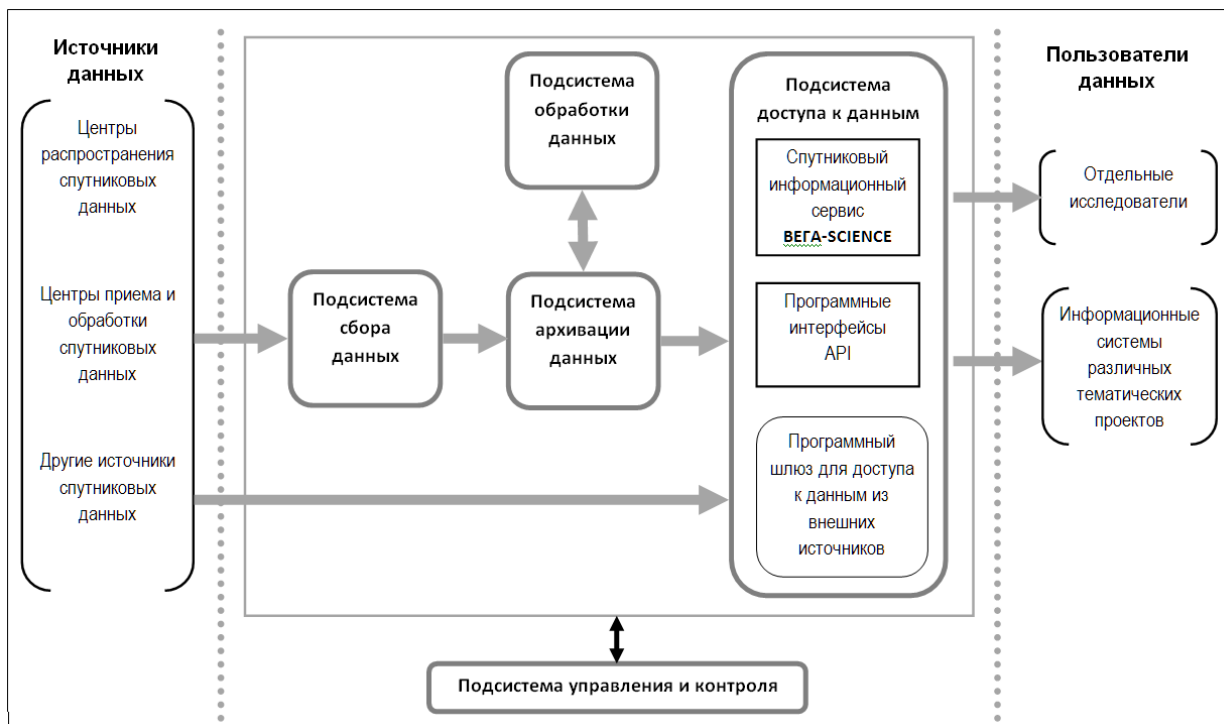 Источники
данных
Центры
распространения
спутниковых
данных
Центры приема и
обработки
спутниковых
данных
Другие источники
спутниковых
данных
Подсистема
сбора
данных
Подсистема
обработки
данных
Подсистема
архивации
данных
Подсистема
доступа к данным
Спутниковый
информационный
сервис
ВЕГА-SCIENCE
Программные
интерфейсы
API
Программный
шлюз для доступа
к данным из
внешних
источников
Пользователи
данных
Отдельные
исследователи
Информационные
системы
различных
тематических
проектов
Подсистема управления и контроля